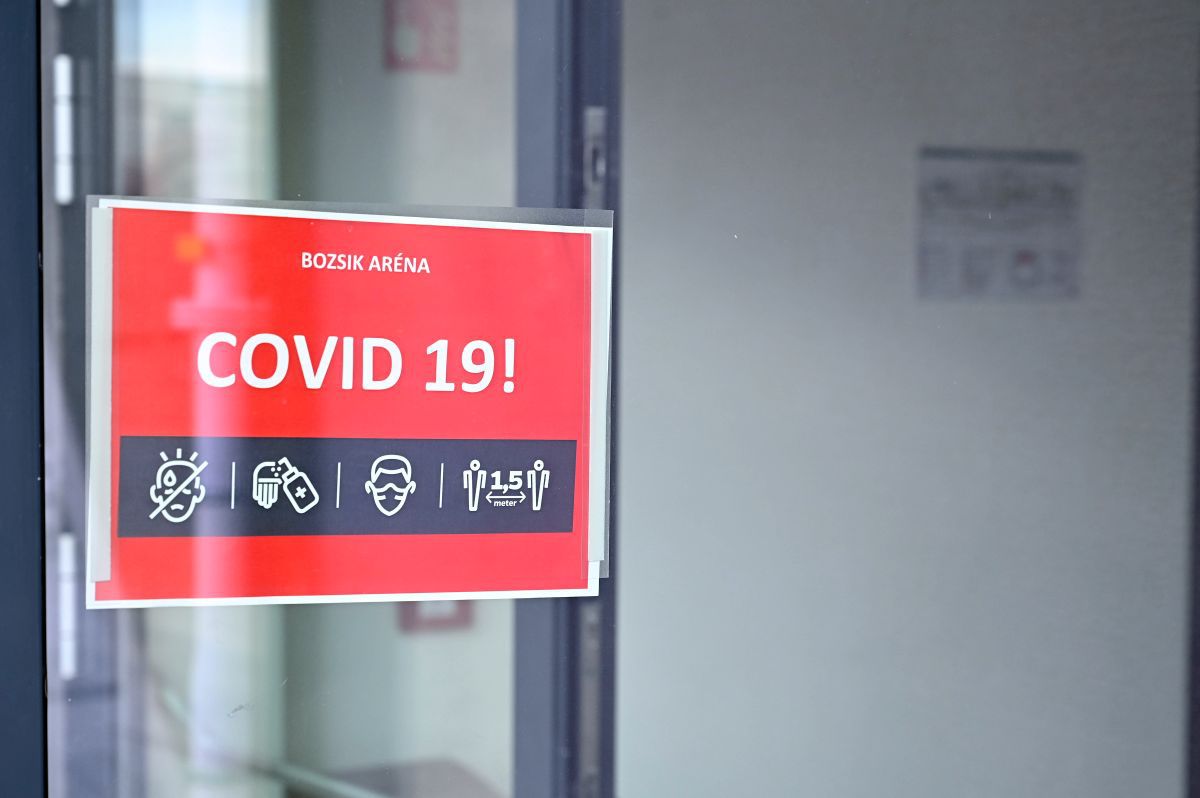 BOZSIK ARÉNA
COVID 19!
1,5
meter